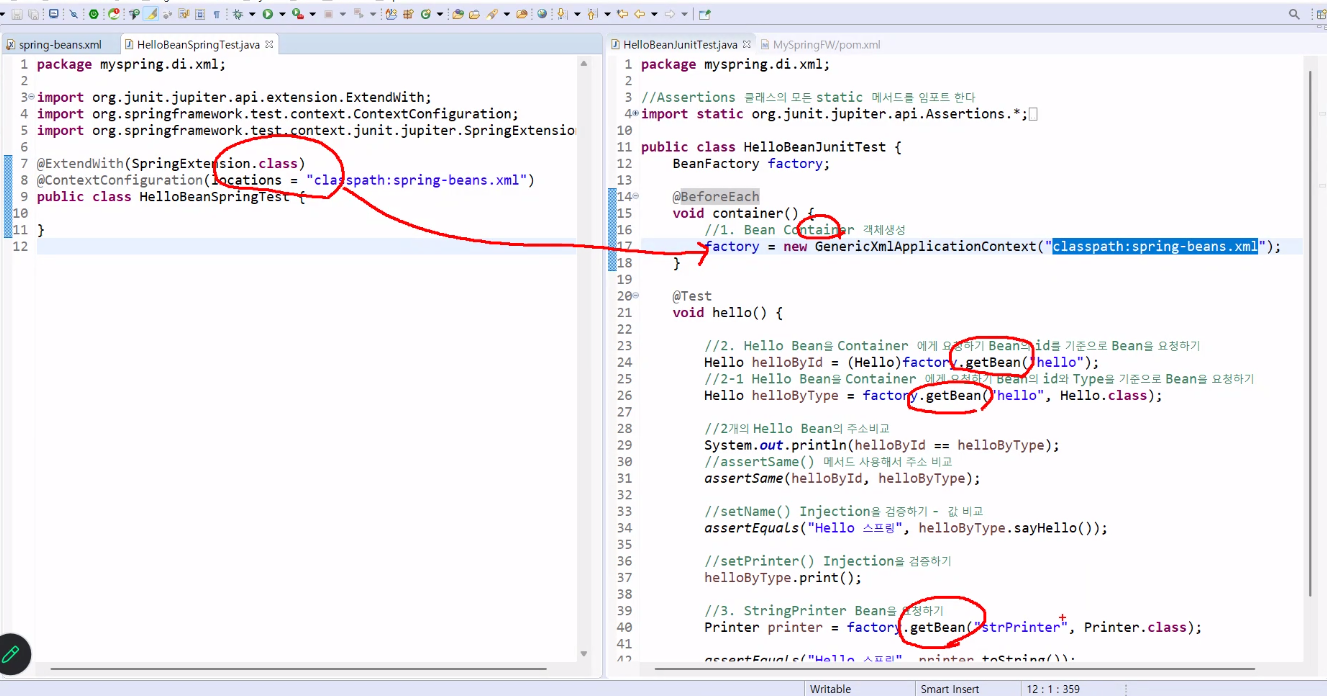 spring-beans.xml
HelloBeanSpringTest.java
1 package myspring.di.xml;
2
3 import org.junit.jupiter.api.extension.ExtendWith;
4 import org.springframework.test.context.ContextConfiguration;
5 import org.springframework.test.context.junit.jupiter.SpringExtensio
6
7 @ExtendWith(SpringExtension.class)
8 @ContextConfiguration(locations = "classpath:spring-beans.xml")
9 public class HelloBeanSpringTest {
10
11 }
12
HelloBeanJunitTest.java
MySpringFW/pom.xml
1 package myspring.di.xml;
2
3 //Assertions 클래스의 모든 static 메서드를 임포트 한다
4 import static org.junit.jupiter.api.Assertions.*;
10
11 public class HelloBeanJunitTest {
12 BeanFactory factory;
13
14 @BeforeEach
15 void container() {
16 //1. Bean Container 객체생성
17 factory = new GenericXmlApplicationContext("classpath:spring-beans.xml");
18 }
19
20 @Test
21 void hello() {
22
23 //2. Hello Bean을 Container 에게 요청하기 Bean의 id를 기준으로 Bean을 요청하기
24 Hello helloById = (Hello)factory.getBean("hello");
25 //2-1 Hello Bean을 Container 에게 요청하기 Bean의 id와 Type을 기준으로 Bean을 요청하기
26 Hello helloByType = factory.getBean("hello", Hello.class);
27
28 //2개의 Hello Bean의 주소비교
29 System.out.println(helloById == helloByType);
30 //assertSame() 메서드 사용해서 주소 비교
31 assertSame(helloById, helloByType);
32
33 //setName() Injection을 검증하기 - 값 비교
34 assertEquals("Hello 스프링", helloByType.sayHello());
35
36 //setPrinter() Injection을 검증하기
37 helloByType.print();
38
39 //3. StringPrinter Bean을 요청하기
40 Printer printer = factory.getBean("strPrinter", Printer.class);
41
42 assertEquals("Hello 스프링", printer.toString());
Writable
Smart Insert
12 : 1 : 359